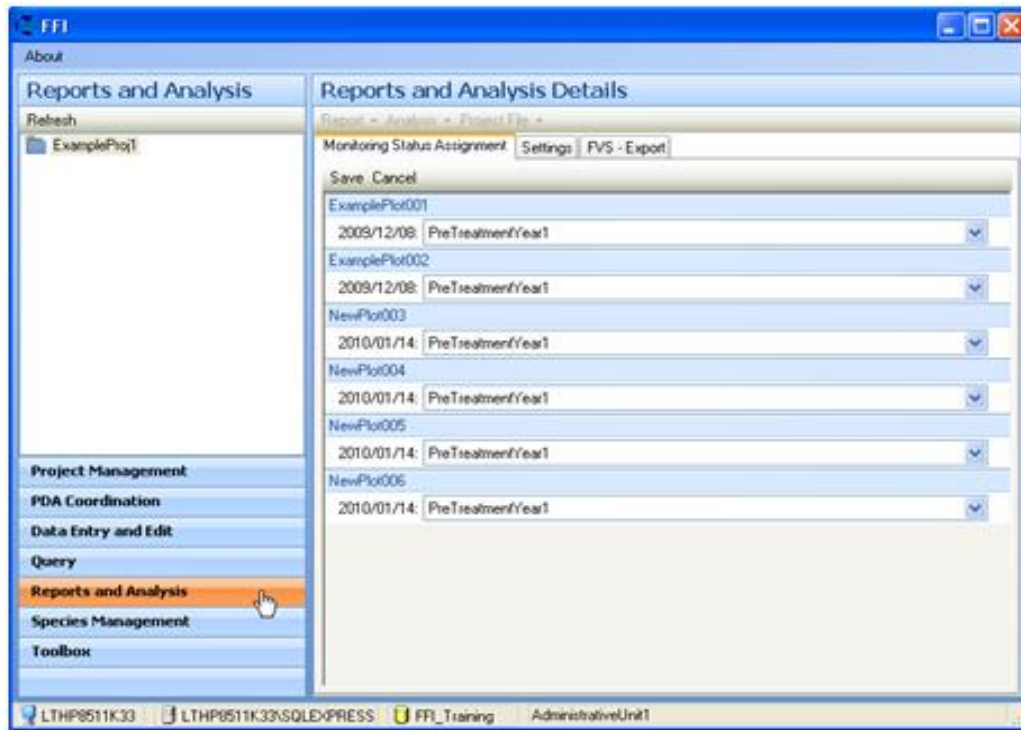 FFI
About
Reports and Analysis
Refresh
ExampleProj1
Project Management
PDA Coordination
Data Entry and Edit
Query
Reports and Analysis
Species Management
Toolbox
Reports and Analysis Details
Report Analysis Project File
Monitoring Status Assignment Settings FVS - Export
Save Cancel
ExamplePlot001
2009/12/08: PreTreatmentYear1
ExamplePlot002
2009/12/08: PreTreatmentYear1
NewPlot003
2010/01/14: PreTreatmentYear1
NewPlot004
2010/01/14: PreTreatmentYear1
NewPlot005
2010/01/14: PreTreatmentYear1
NewPlot006
2010/01/14: PreTreatmentYear1
LTHP8511K33 LTHP8511K33\SQLEXPRESS FFI_Training AdministrativeUnit1